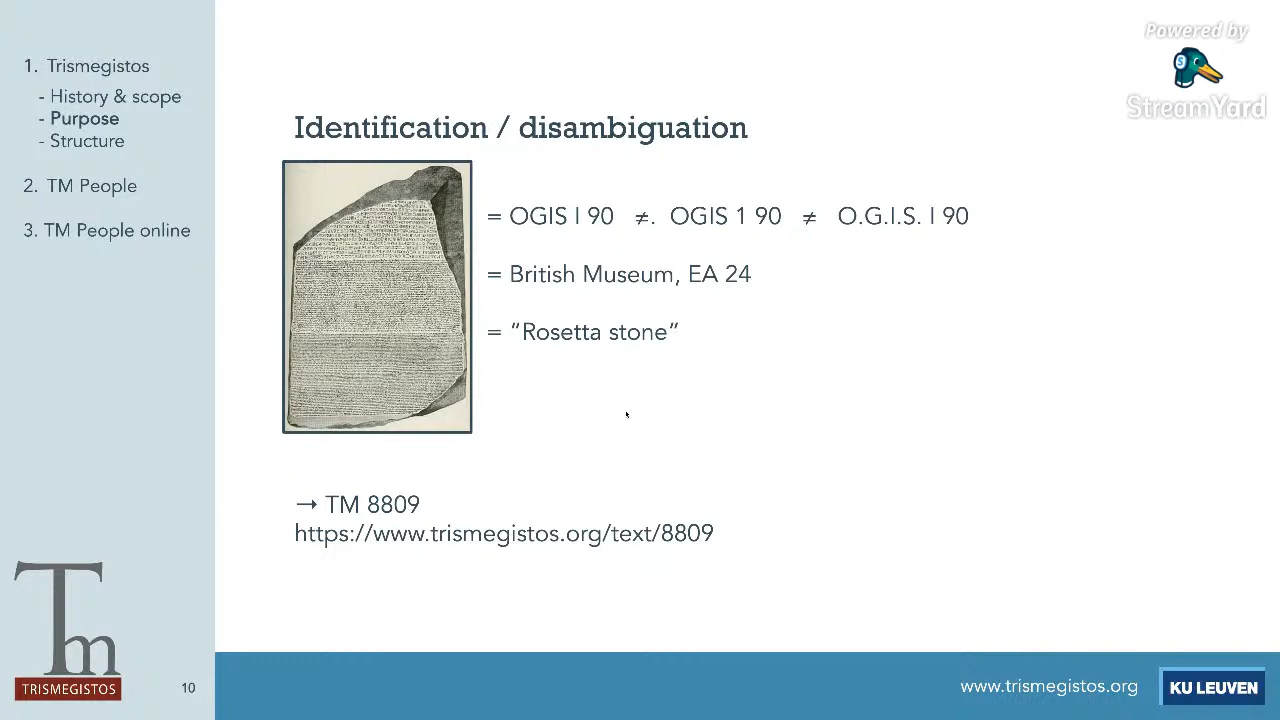 1. Trismegistos
- History & scope
- Purpose
- Structure
2. TM People
3. TM People online
Powered by
S
StreamYard
Identification / disambiguation
= OGIS I 90 ≠. OGIS 1 90 ≠ O.G.I.S. I 90
= British Museum, EA 24
= "Rosetta stone"
→ TM 8809
https://www.trismegistos.org/text/8809
Tm
TRISMEGISTOS
10
www.trismegistos.org
KU LEUVEN